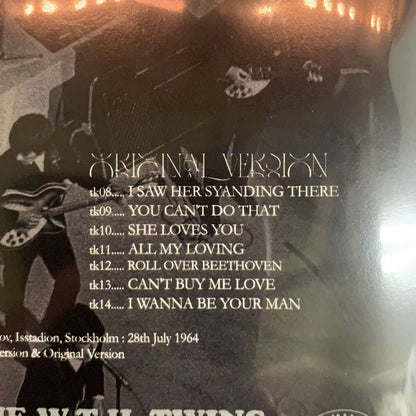 ORIGINAL VERSION
tk08..... I SAW HER SYANDING THERE
tk09..... YOU CAN'T DO THAT
tk10..... SHE LOVES YOU
tk11..... ALL MY LOVING
tk12..... ROLL OVER BEETHOVEN
tk13..... CAN'T BUY ME LOVE
tk14..... I WANNA BE YOUR MAN
ov, Isstadion, Stockholm : 28th July 1964
ersion & Original Version